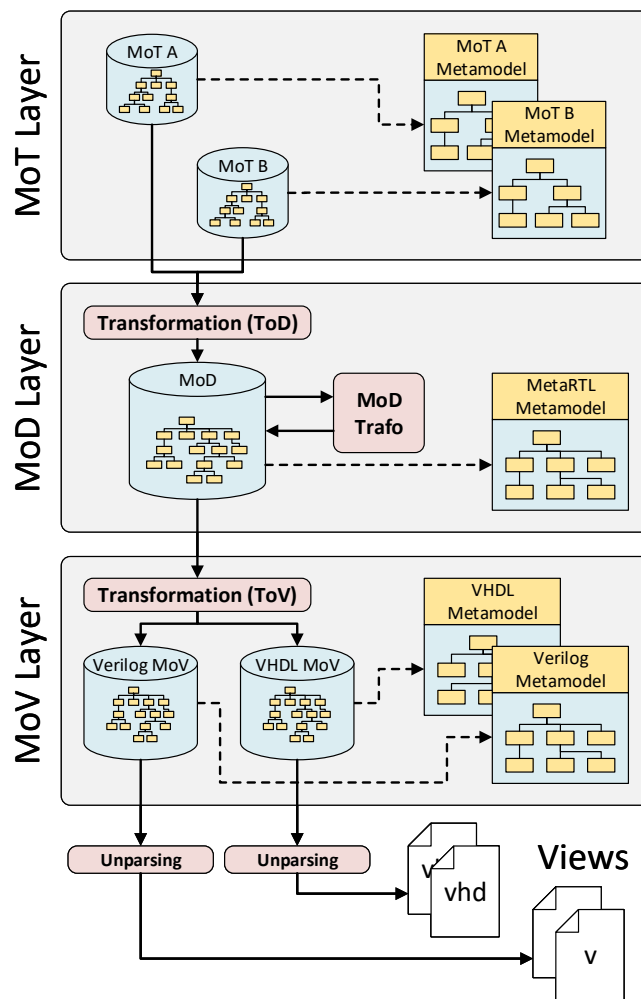 MoT Layer
MoT A
MoT A
Metamodel
MoT B
Metamodel
MoT B
MoD Layer
Transformation (ToD)
MoD
MoD
Trafo
MetaRTL
Metamodel
MoV Layer
Transformation (ToV)
VHDL
Metamodel
Verilog MoV
VHDL MoV
Verilog
Metamodel
Unparsing
Unparsing
Views
vhd
v